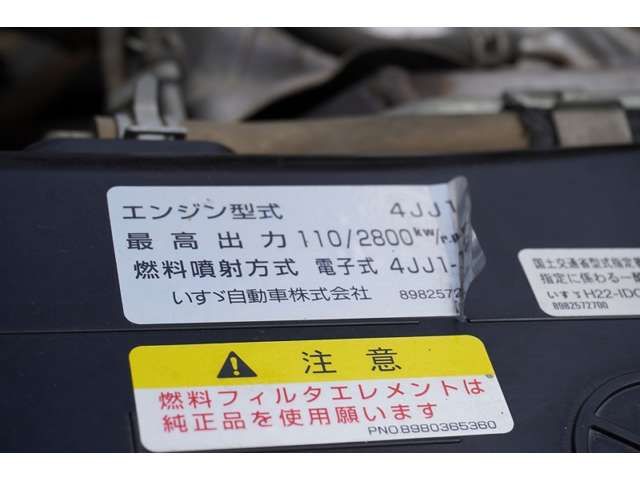 エンジン型式 4JJ1
最高出力 110/2800kw/r.
燃料噴射方式 電子式 4JJ1-
いすゞ自動車株式会社 8982572
国土交通省型式指定
指定に係わる一
いすゞH22-ID
8982572700
注意
燃料フィルタエレメントは
純正品を使用願います
PNO8980365360